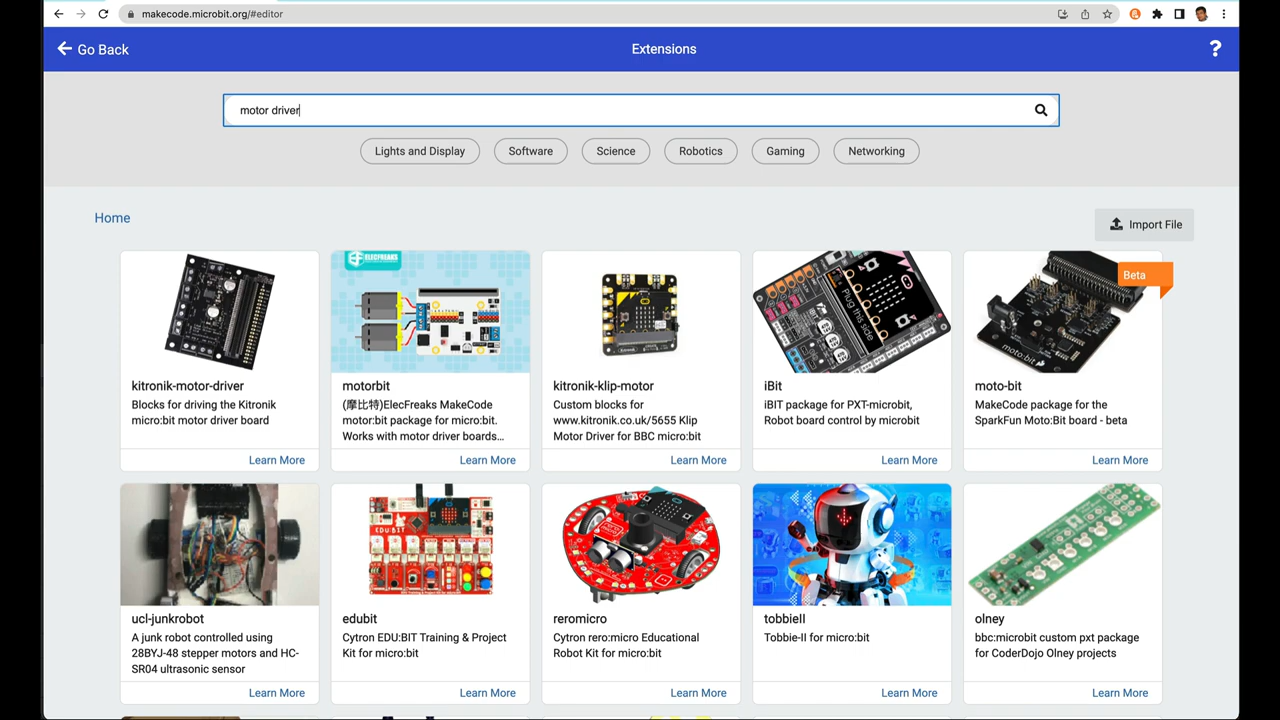 makecode.microbit.org/#editor
Go Back
Extensions
?
motor driver
Lights and Display
Software
Science
Robotics
Gaming
Networking
Home
Import File
ELECFREAKS
Plug this side
moto:bit
Beta
kitronik-motor-driver
Blocks for driving the Kitronik
micro:bit motor driver board
Learn More
motorbit
(摩比特)ElecFreaks MakeCode
motor:bit package for micro:bit.
Works with motor driver boards…
Learn More
kitronik-klip-motor
Custom blocks for
www.kitronik.co.uk/5655 Klip
Motor Driver for BBC micro:bit
Learn More
iBit
iBIT package for PXT-microbit,
Robot board control by microbit
Learn More
moto-bit
MakeCode package for the
SparkFun Moto:Bit board - beta
Learn More
EDU:BIT
ucl-junkrobot
A junk robot controlled using
28BYJ-48 stepper motors and HC-
SR04 ultrasonic sensor
Learn More
edubit
Cytron EDU:BIT Training & Project
Kit for micro:bit
Learn More
reromicro
Cytron rero:micro Educational
Robot Kit for micro:bit
Learn More
tobbieII
Tobbie-II for micro:bit
Learn More
olney
bbc:microbit custom pxt package
for CoderDojo Olney projects
Learn More